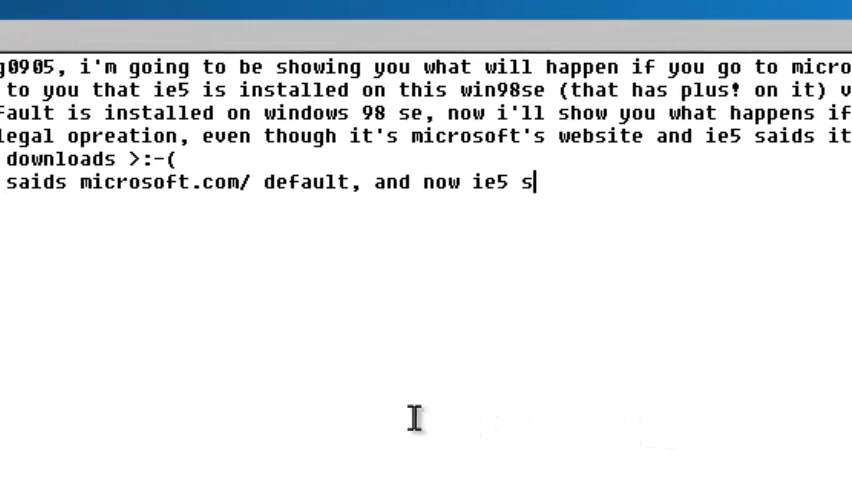 g0905, i'm going to be showing you what will happen if you go to micro
to you that ie5 is installed on this win98se (that has plus! on it) v
fault is installed on windows 98 se, now i'll show you what happens if
legal opreation, even though it's microsoft's website and ie5 saids it
downloads >:-(
saids microsoft.com/ default, and now ie5 s